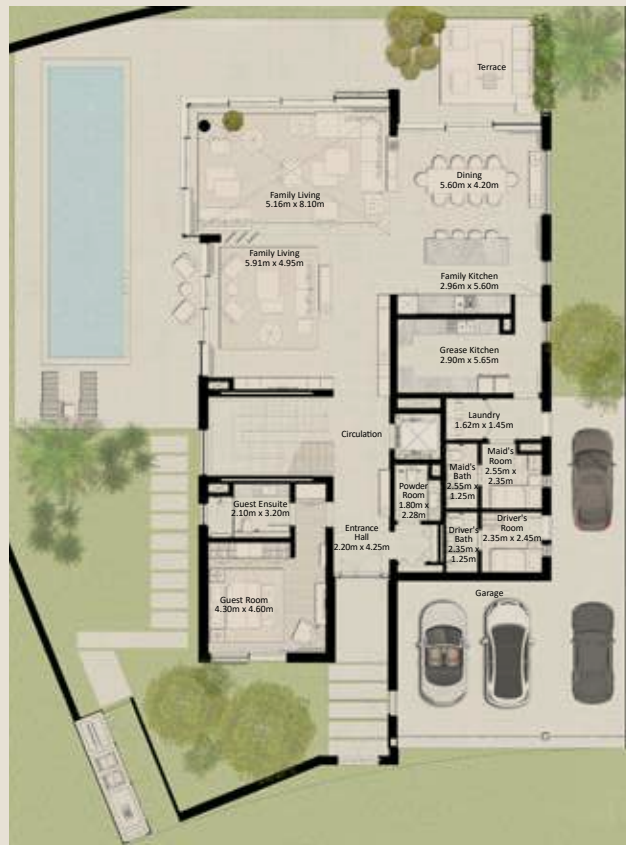 Terrace
Dining
5.60m x 4.20m
Family Living
5.16m x 8.10m
Family Living
5.91m x 4.95m
Family Kitchen
2.96m x 5.60m
Grease Kitchen
2.90m x 5.65m
Laundry
1.62m x 1.45m
Circulation
Maid's
Room
2.55m x
2.35m
Maid's
Bath
2.55m x
1.25m
Powder
Room
1.80m x
2.28m
Guest Ensuite
2.10m x 3.20m
Entrance
Hall
2.20m x 4.25m
Driver's
Room
2.35m x 2.45m
Driver's
Bath
2.35m x
1.25m
Guest Room
4.30m x 4.60m
Garage